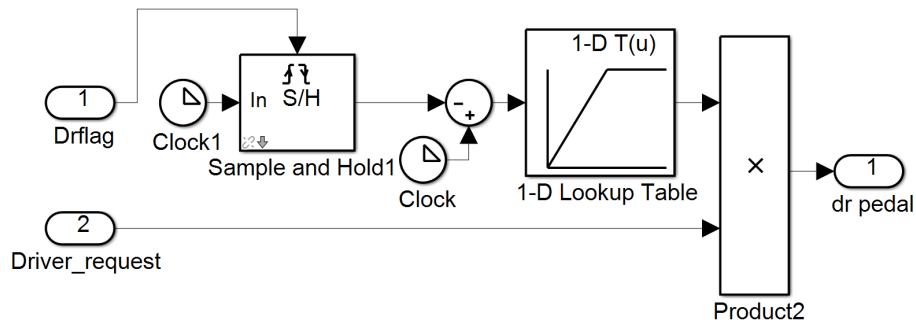 1-D T(u)
1
Drflag
In
S/H
Clock1
Sample and Hold1
-
+
Clock
1-D Lookup Table
×
1
dr pedal
2
Driver_request
Product2